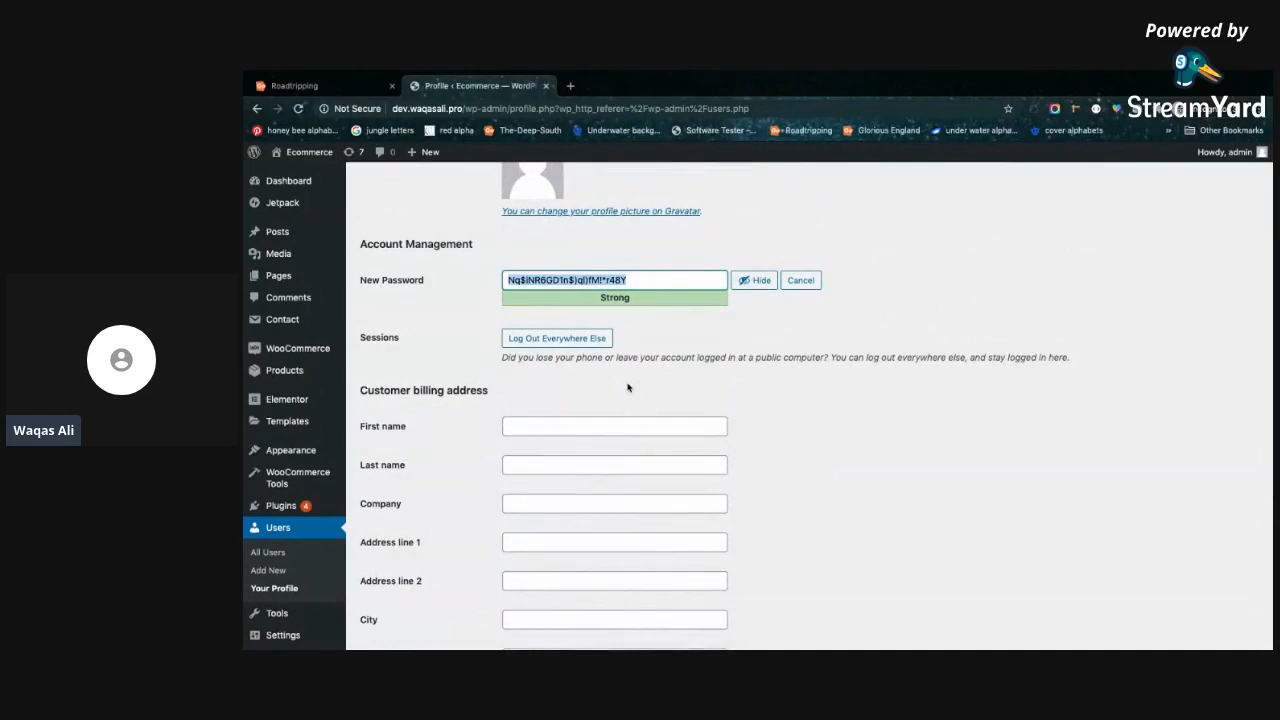 Powered by
StreamYard
Roadtripping
Profile ‹ Ecommerce — WordP
Not Secure
dev.waqasali.pro/wp-admin/profile.php?wp_http_referer=%2Fwp-admin%2Fusers.php
honey bee alphab...
jungle letters
red alpha
The-Deep-South
Underwater backg...
Software Tester –...
Roadtripping
Glorious England
under water alpha...
cover alphabets
»
Other Bookmarks
Ecommerce
7
0
New
Howdy, admin
Dashboard
Jetpack
Posts
Media
Pages
Comments
Contact
WooCommerce
Products
Elementor
Templates
Appearance
WooCommerce
Tools
Plugins 4
Users
All Users
Add New
Your Profile
Tools
Settings
You can change your profile picture on Gravatar.
Account Management
New Password
Hide
Cancel
Strong
Sessions
Log Out Everywhere Else
Did you lose your phone or leave your account logged in at a public computer? You can log out everywhere else, and stay logged in here.
Customer billing address
First name
Last name
Company
Address line 1
Address line 2
City
Waqas Ali